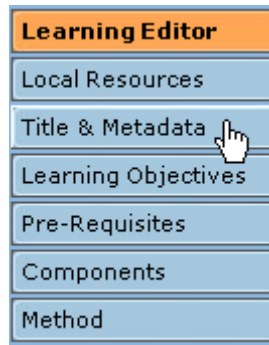 Learning Editor
Local Resources
Title & Metadata
Learning Objectives
Pre-Requisites
Components
Method